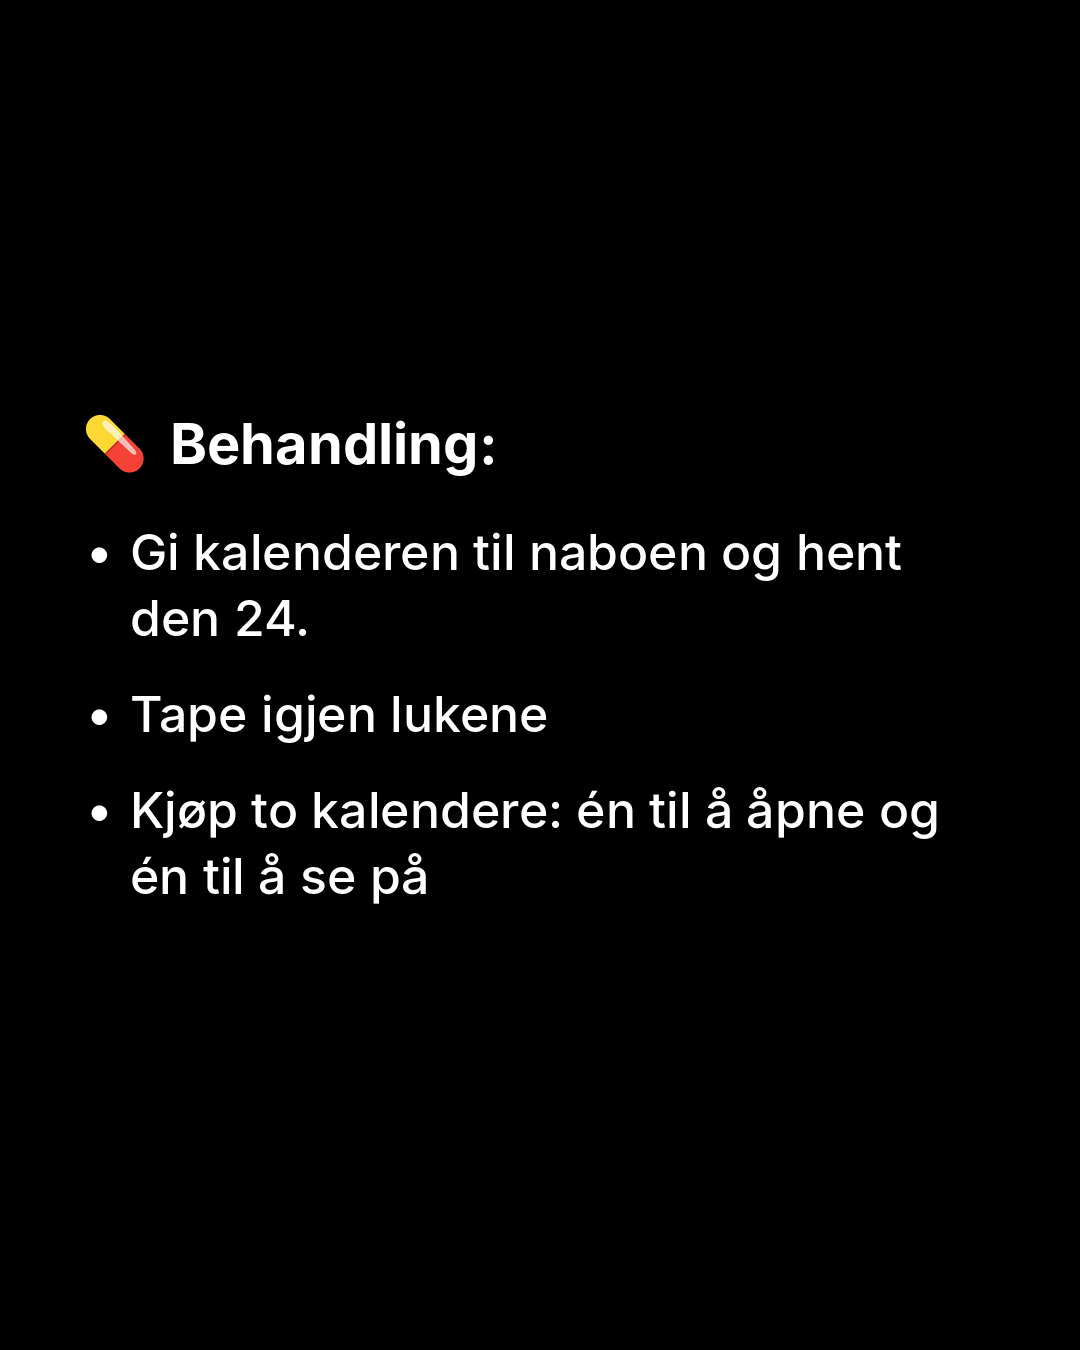 💊 Behandling:
• Gi kalenderen til naboen og hent
den 24.
• Tape igjen lukene
• Kjøp to kalendere: én til å åpne og
én til å se på